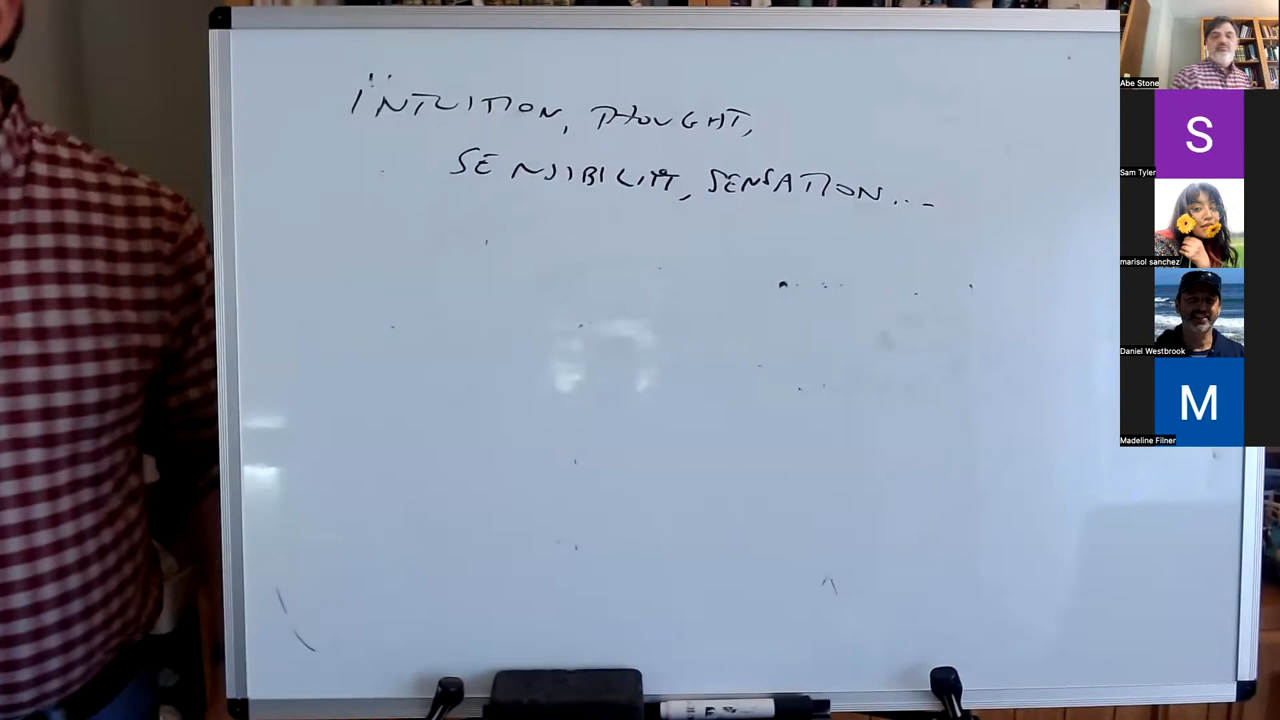 INTUITION, THOUGHT,
SENSIBILITY, SENSATION...
Abe Stone
S
Sam Tyler
marisol sanchez
Daniel Westbrook
M
Madeline Filner